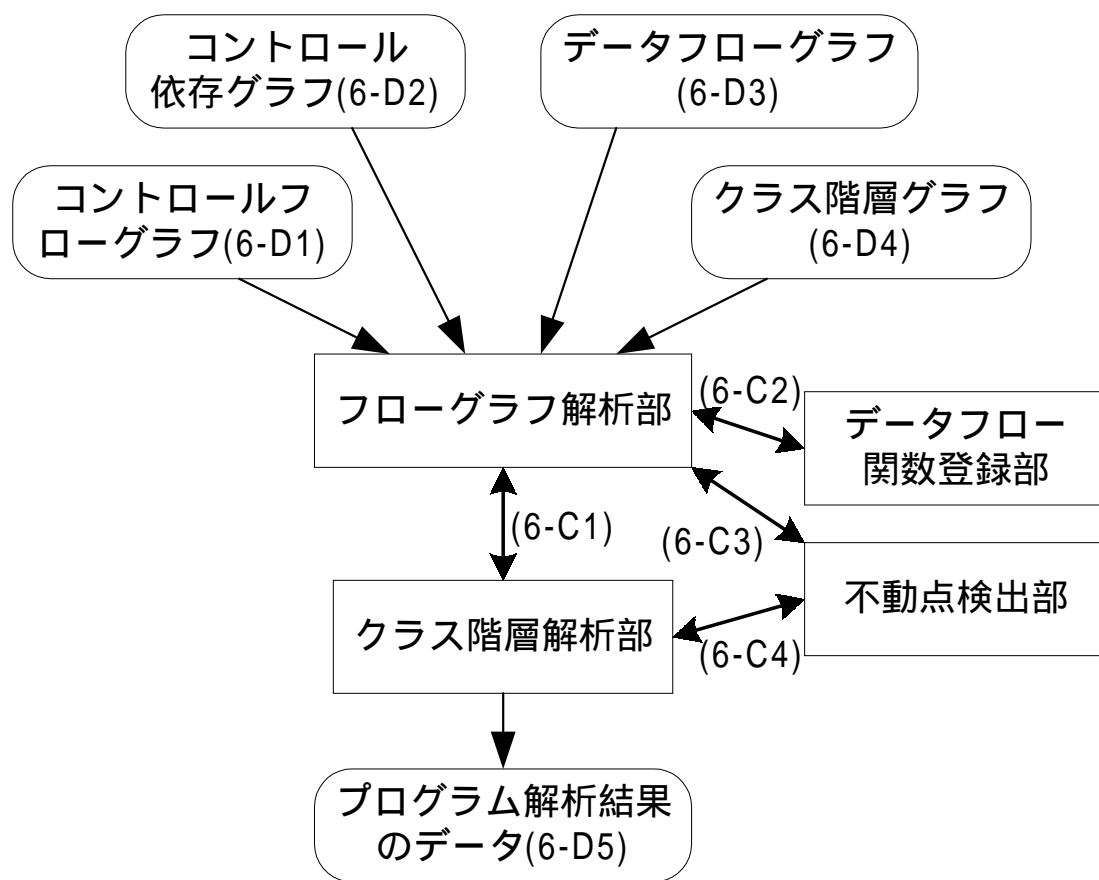 コントロール
依存グラフ(6-D2)
データフローグラフ
(6-D3)
コントロールフ
ローグラフ(6-D1)
クラス階層グラフ
(6-D4)
フローグラフ解析部
(6-C2)
データフロー
関数登録部
(6-C1)
(6-C3)
不動点検出部
クラス階層解析部
(6-C4)
プログラム解析結果
のデータ(6-D5)